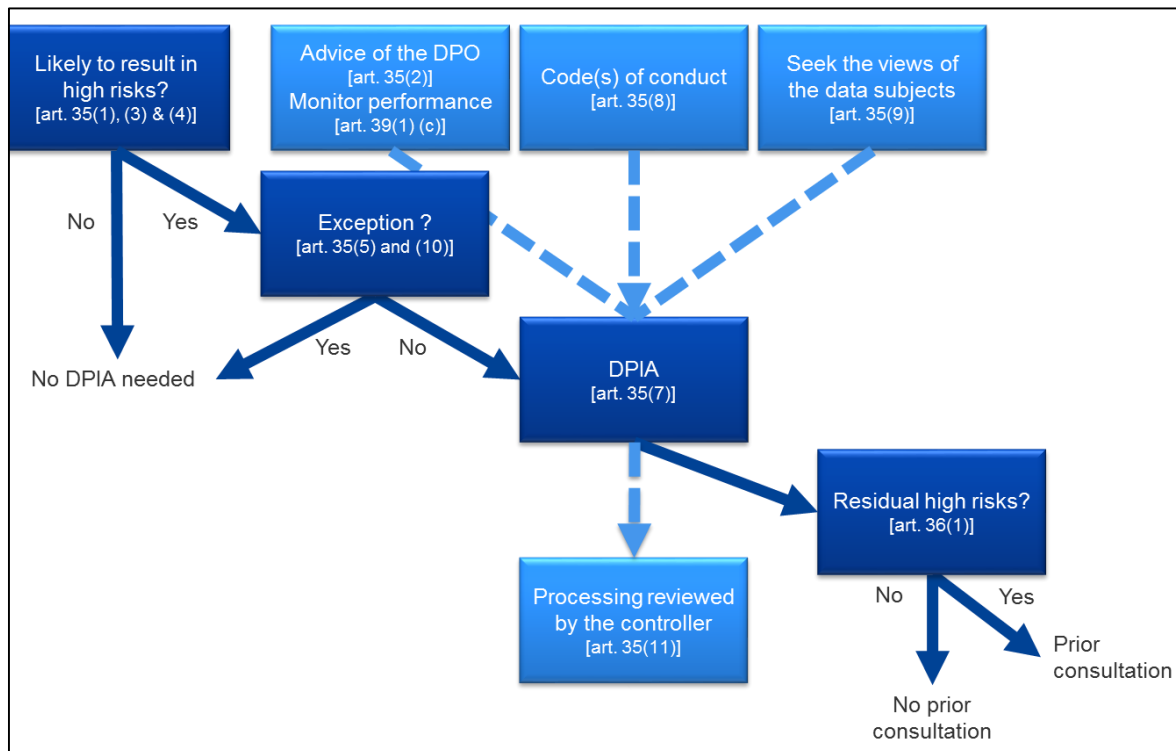 Likely to result in
high risks?
[art. 35(1), (3) & (4)]
Advice of the DPO
[art. 35(2)]
Monitor performance
[art. 39(1) (c)]
Code(s) of conduct
[art. 35(8)]
Seek the views of
the data subjects
[art. 35(9)]
No
Yes
Exception ?
[art. 35(5) and (10)]
Yes
No
No DPIA needed
DPIA
[art. 35(7)]
Residual high risks?
[art. 36(1)]
Processing reviewed
by the controller
[art. 35(11)]
No
Yes
Prior
consultation
No prior
consultation